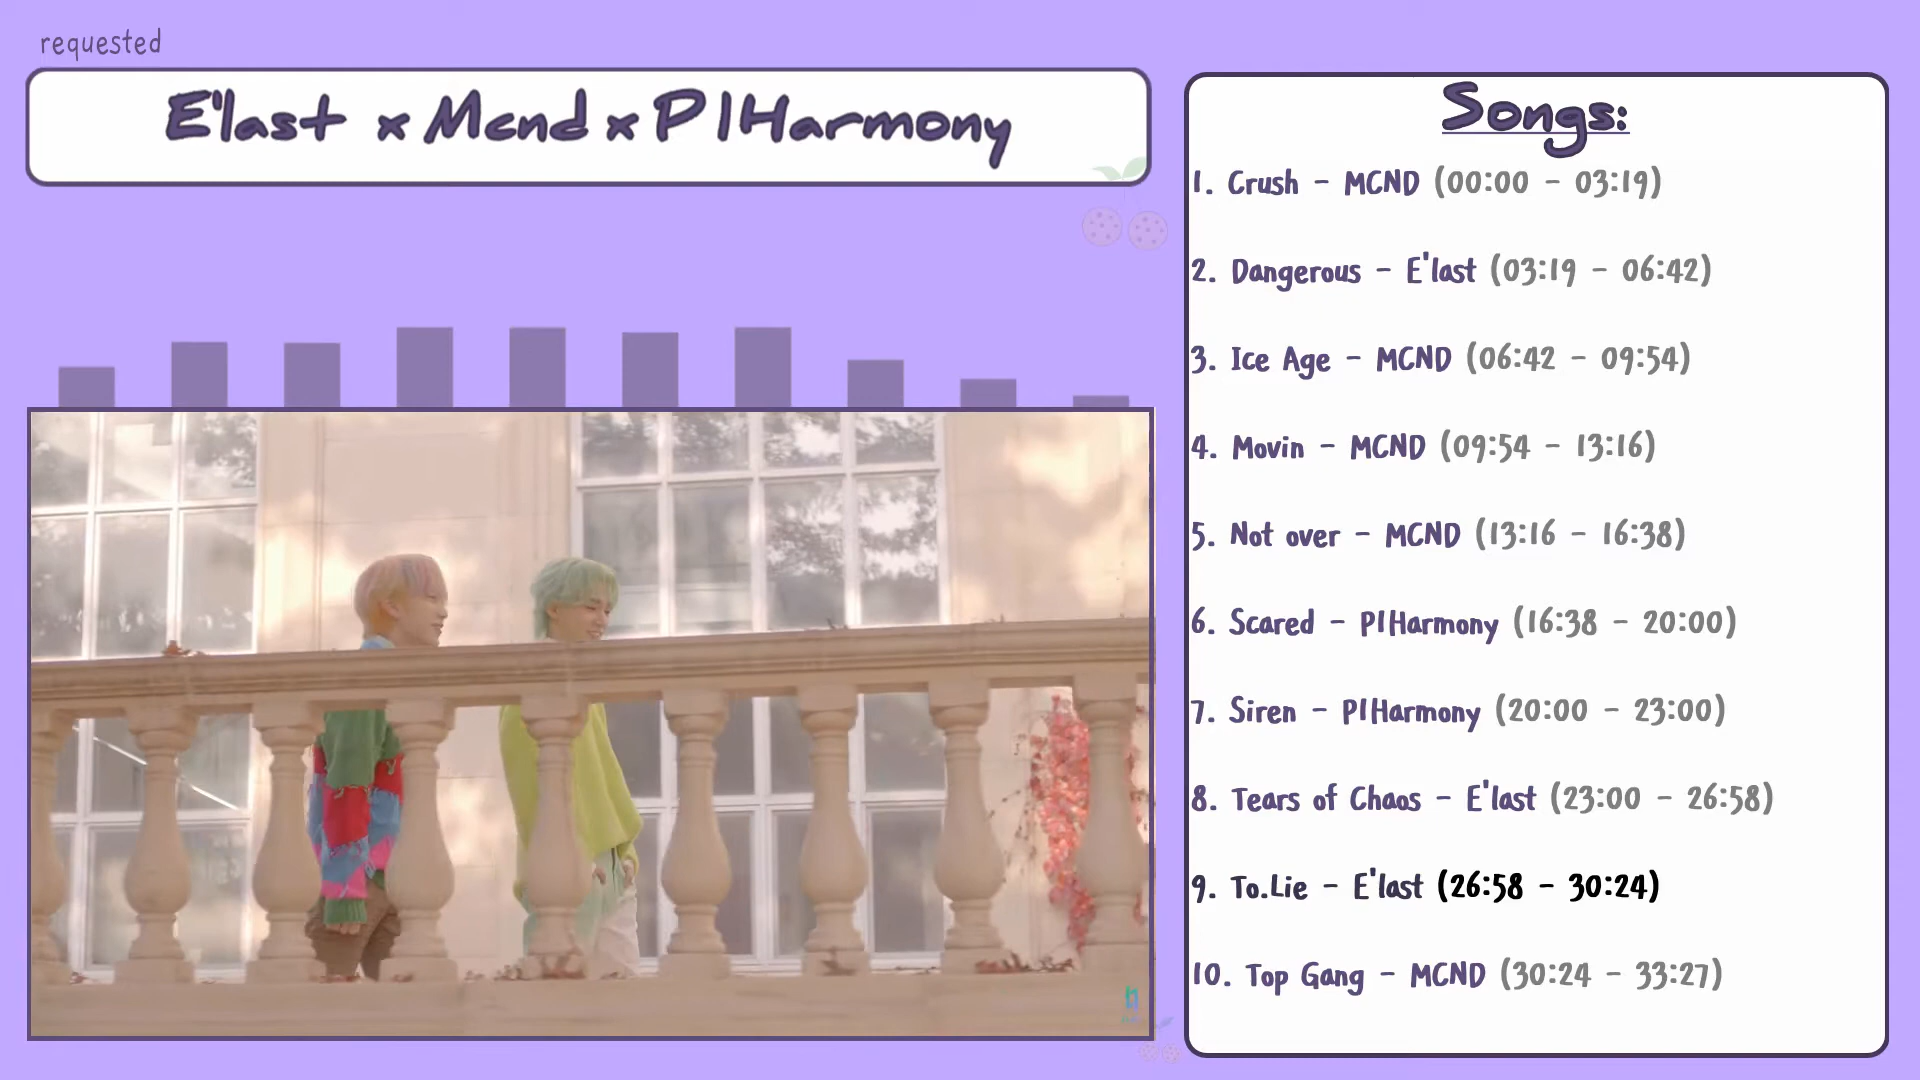 requested
E'last x Mcnd x P1Harmony
Songs:
1. Crush - MCND (00:00 - 03:19)
2. Dangerous - E'last (03:19 - 06:42)
3. Ice Age - MCND (06:42 - 09:54)
4. Movin - MCND (09:54 - 13:16)
5. Not over - MCND (13:16 - 16:38)
6. Scared - P1Harmony (16:38 - 20:00)
7. Siren - P1Harmony (20:00 - 23:00)
8. Tears of Chaos - E'last (23:00 - 26:58)
9. To.Lie - E'last (26:58 - 30:24)
10. Top Gang - MCND (30:24 - 33:27)